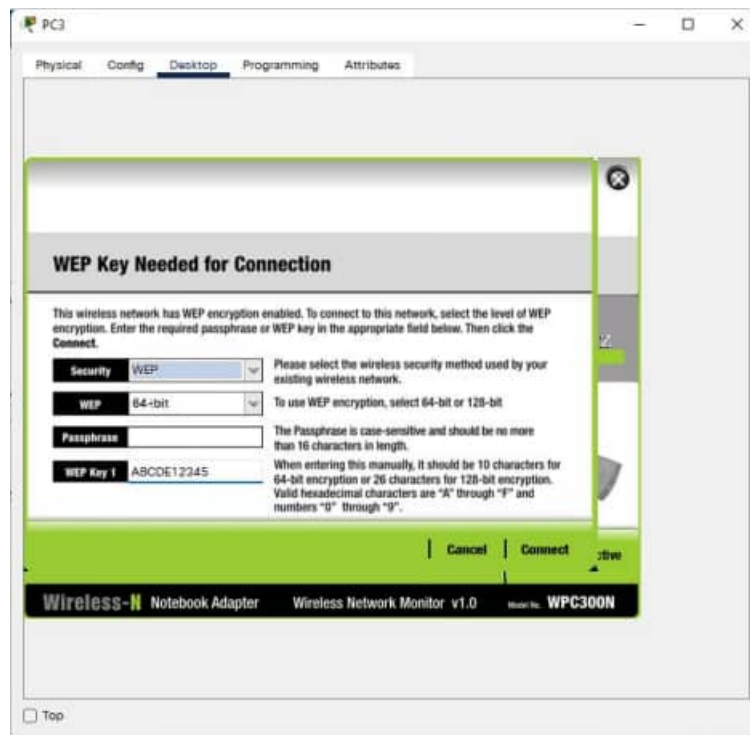 PC3
Physical Config Desktop Programming Attributes
WEP Key Needed for Connection
This wireless network has WEP encryption enabled. To connect to this network, select the level of WEP
encryption. Enter the required passphrase or WEP key in the appropriate field below. Then click the
Connect.
Security WEP
Please select the wireless security method used by your
existing wireless network.
WEP 64-bit
To use WEP encryption, select 64-bit or 128-bit
Passphrase
The Passphrase is case-sensitive and should be no more
than 16 characters in length.
WEP Key 1 ABCDE12345
When entering this manually, it should be 10 characters for
64-bit encryption or 26 characters for 128-bit encryption.
Valid hexadecimal characters are "A" through "F" and
numbers "0" through "9".
Cancel Connect
Wireless-N Notebook Adapter Wireless Network Monitor v1.0 Model No. WPC300N
Top